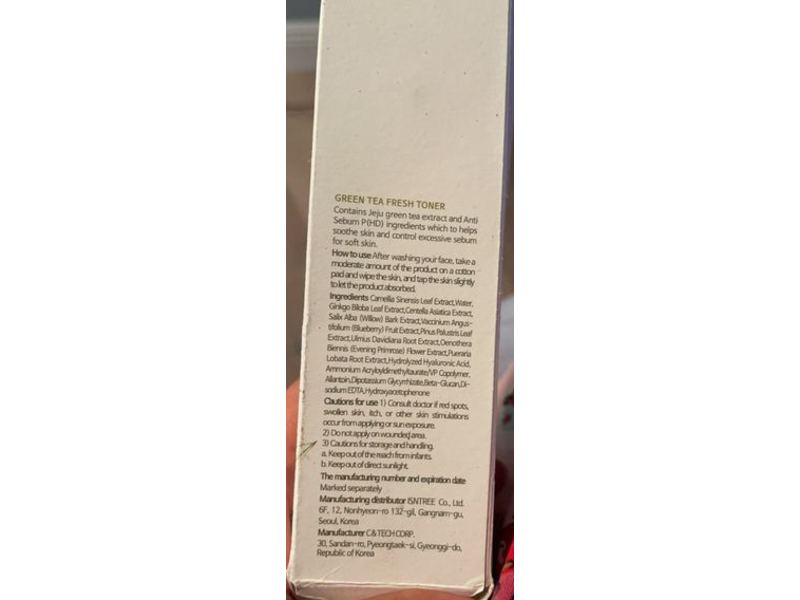 GREEN TEA FRESH TONER
Contains Jeju green tea extract and Anti
Sebum P(HD) ingredients which to helps
soothe skin and control excessive sebum
for soft skin.
How to use After washing your face, take a
moderate amount of the product on a cotton
pad and wipe the skin, and tap the skin slightly
to let the product absorbed.
Ingredients Camellia Sinensis Leaf Extract,Water,
Ginkgo Biloba Leaf Extract,Centella Asiatica Extract,
Salix Alba (Willow) Bark Extract,Vaccinium Angus-
tifolium (Blueberry) Fruit Extract,Pinus Palustris Leaf
Extract,Ulmus Davidiana Root Extract,Oenothera
Biennis (Evening Primrose) Flower Extract,Pueraria
Lobata Root Extract,Hydrolyzed Hyaluronic Acid,
Ammonium Acryloyldimethyltaurate/VP Copolymer,
Allantoin,Dipotassium Glycyrrhizate,Beta-Glucan,Di-
sodium EDTA,Hydroxyacetophenone
Cautions for use 1) Consult doctor if red spots,
swollen skin, itch, or other skin stimulations
occur from applying or sun exposure.
2) Do not apply on wounded area.
3) Cautions for storage and handling.
a. Keep out of the reach from infants.
b. Keep out of direct sunlight.
The manufacturing number and expiration date
Marked separately
Manufacturing distributor ISNTREE Co., Ltd.
6F, 12, Nonhyeon-ro 132-gil, Gangnam-gu,
Seoul, Korea
Manufacturer C&TECH CORP.
30, Sandan-ro, Pyeongtaek-si, Gyeonggi-do,
Republic of Korea